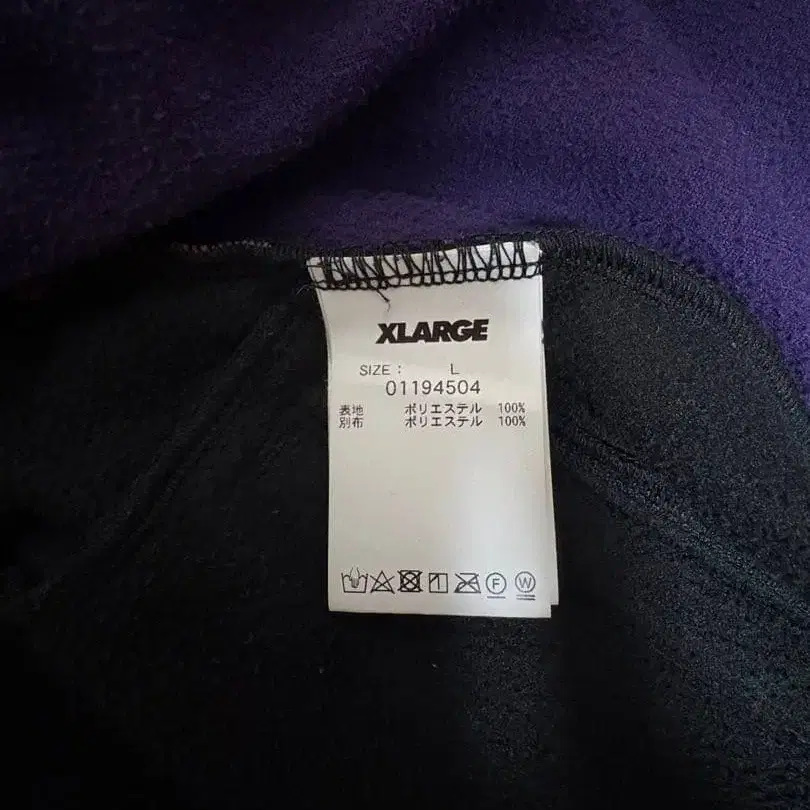 XLARGE
SIZE : L
01194504
表地 ポリエステル 100%
別布 ポリエステル 100%
F W